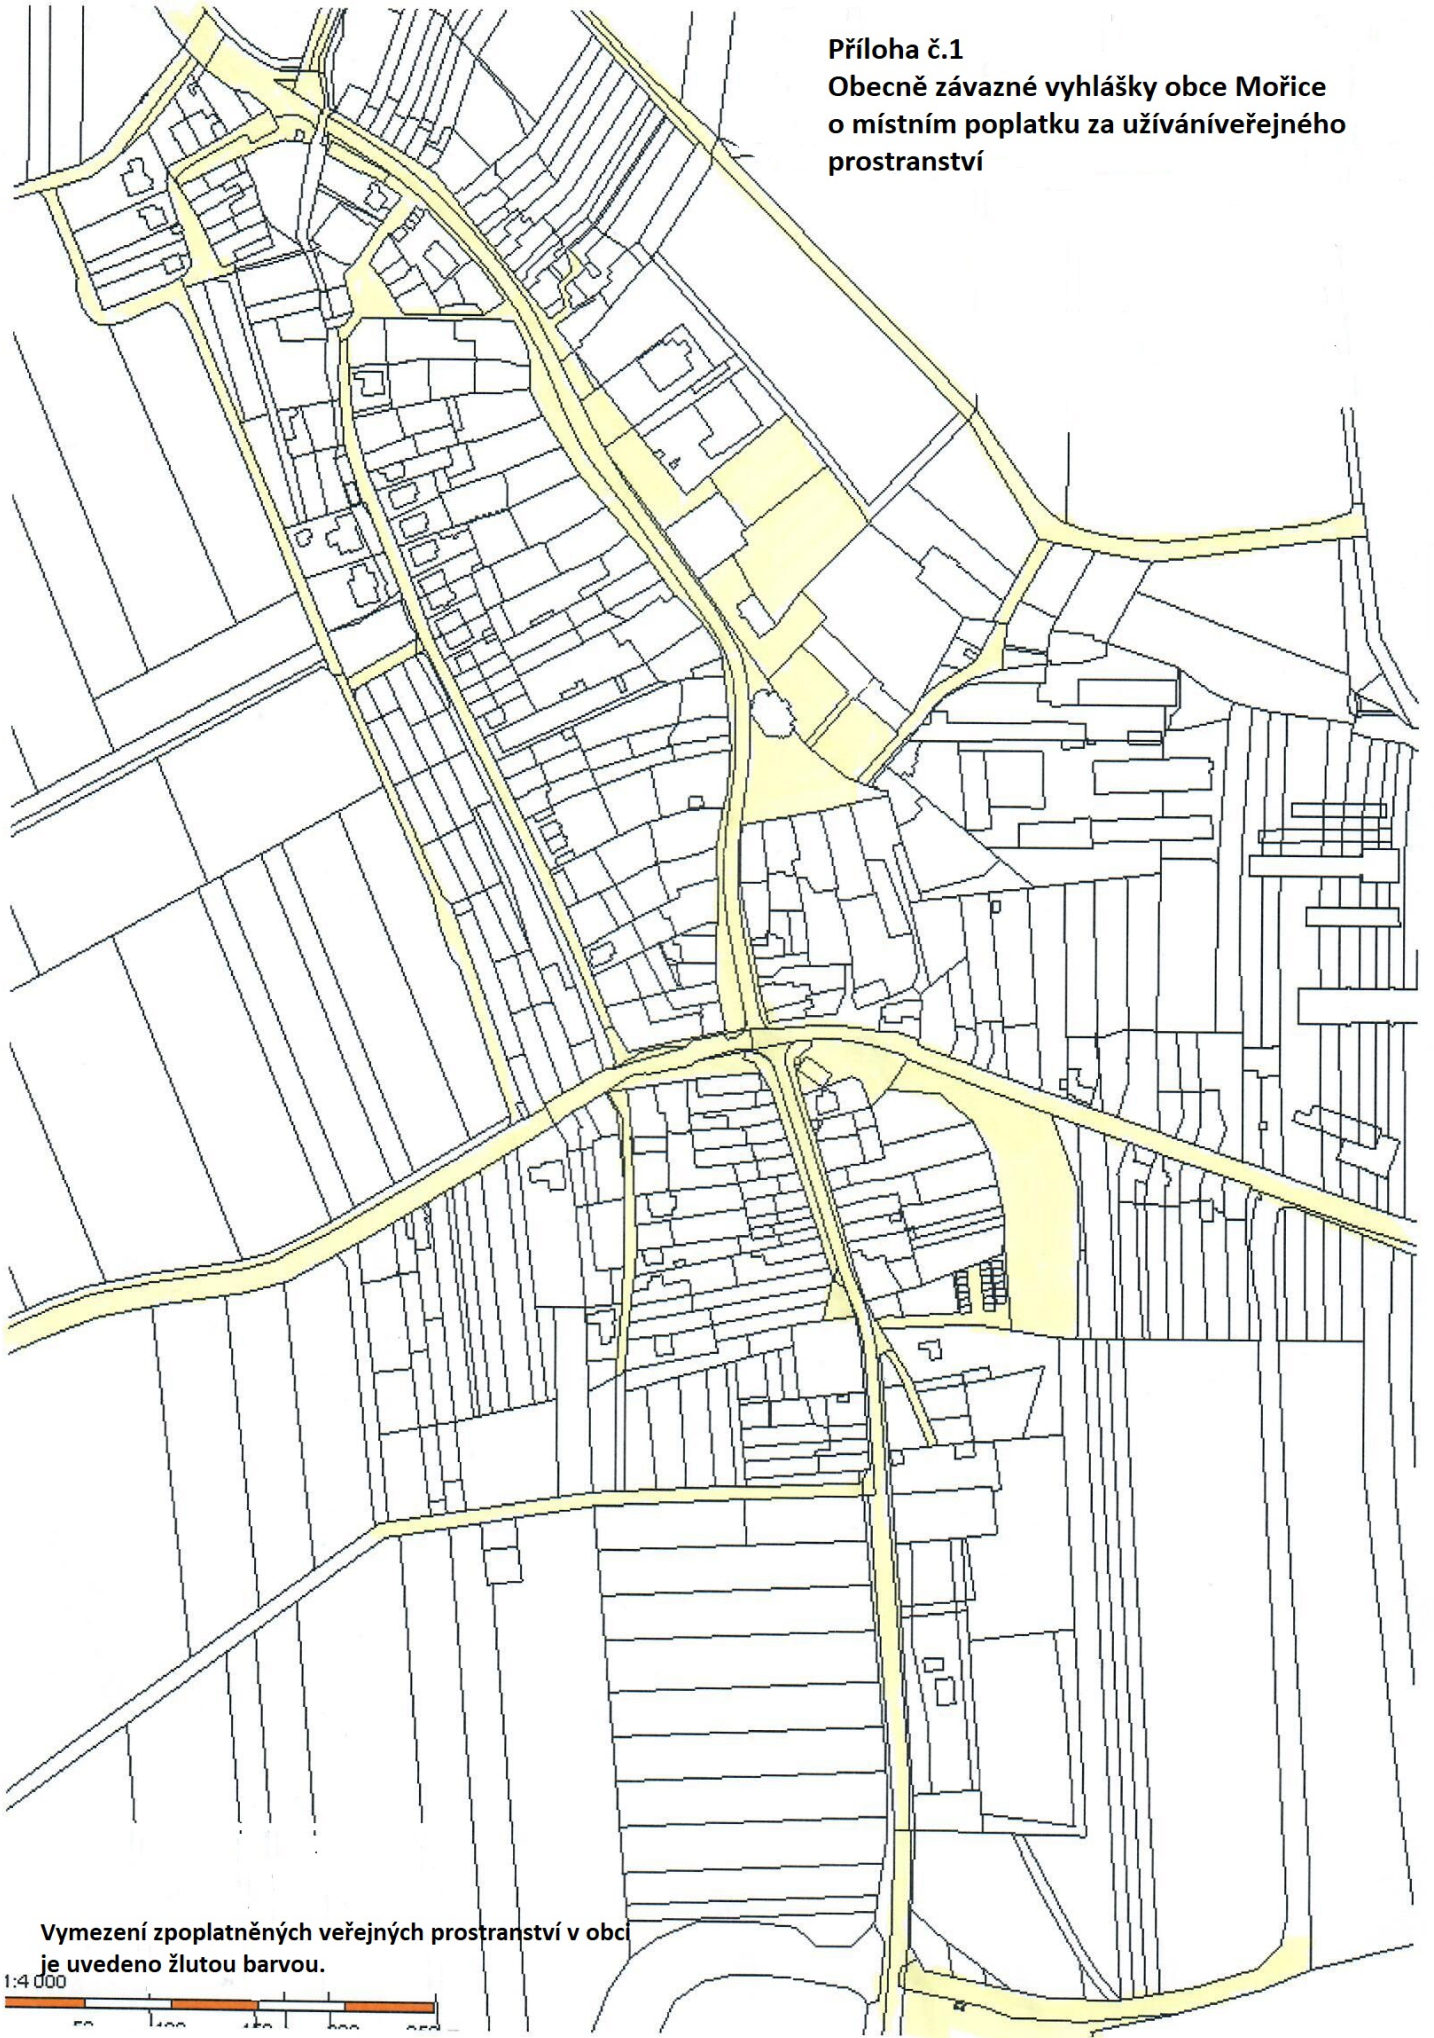 Příloha č.1
Obecně závazné vyhlášky obce Mořice
o místním poplatku za užíváníveřejného
prostranství
Vymezení zpoplatněných veřejných prostranství v obci
je uvedeno žlutou barvou.
1:4 000